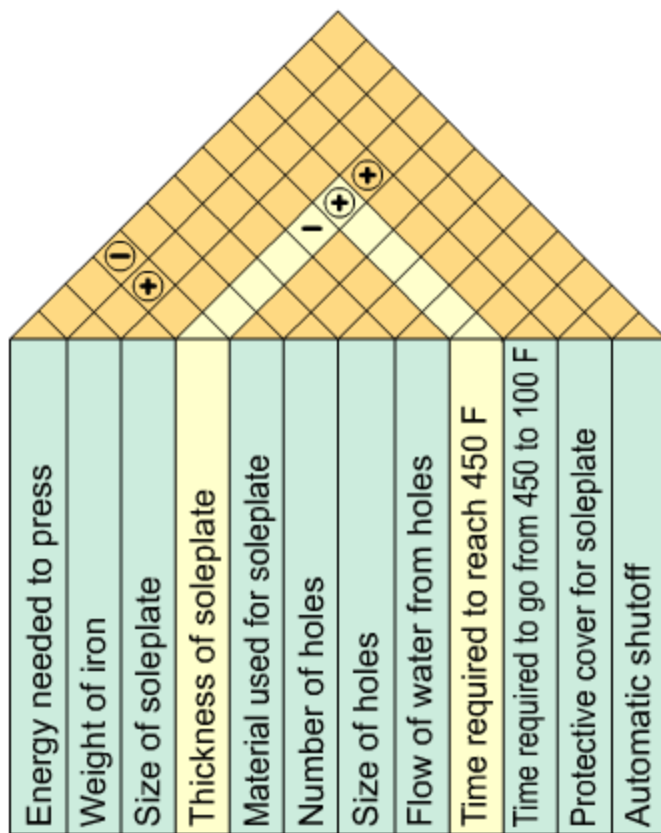 Energy needed to press
Weight of iron
Size of soleplate
Thickness of soleplate
Material used for soleplate
Number of holes
Size of holes
Flow of water from holes
Time required to reach 450 F
Time required to go from 450 to 100 F
Protective cover for soleplate
Automatic shutoff
−
+
−
+
+